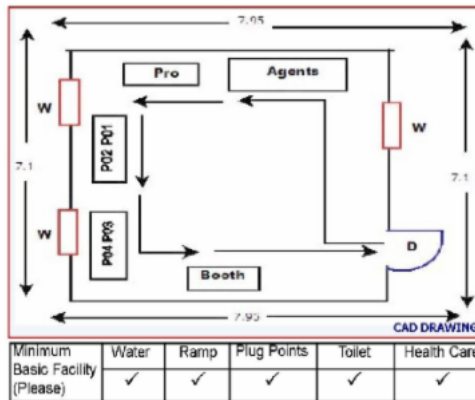 7.95
Pro
Agents
W
P02 P01
W
7.1
7.1
W
P04 P03
D
Booth
7.95
CAD DRAWING
Minimum Basic Facility (Please)
Water
Ramp
Plug Points
Toilet
Health Care
✓ ✓ ✓ ✓ ✓